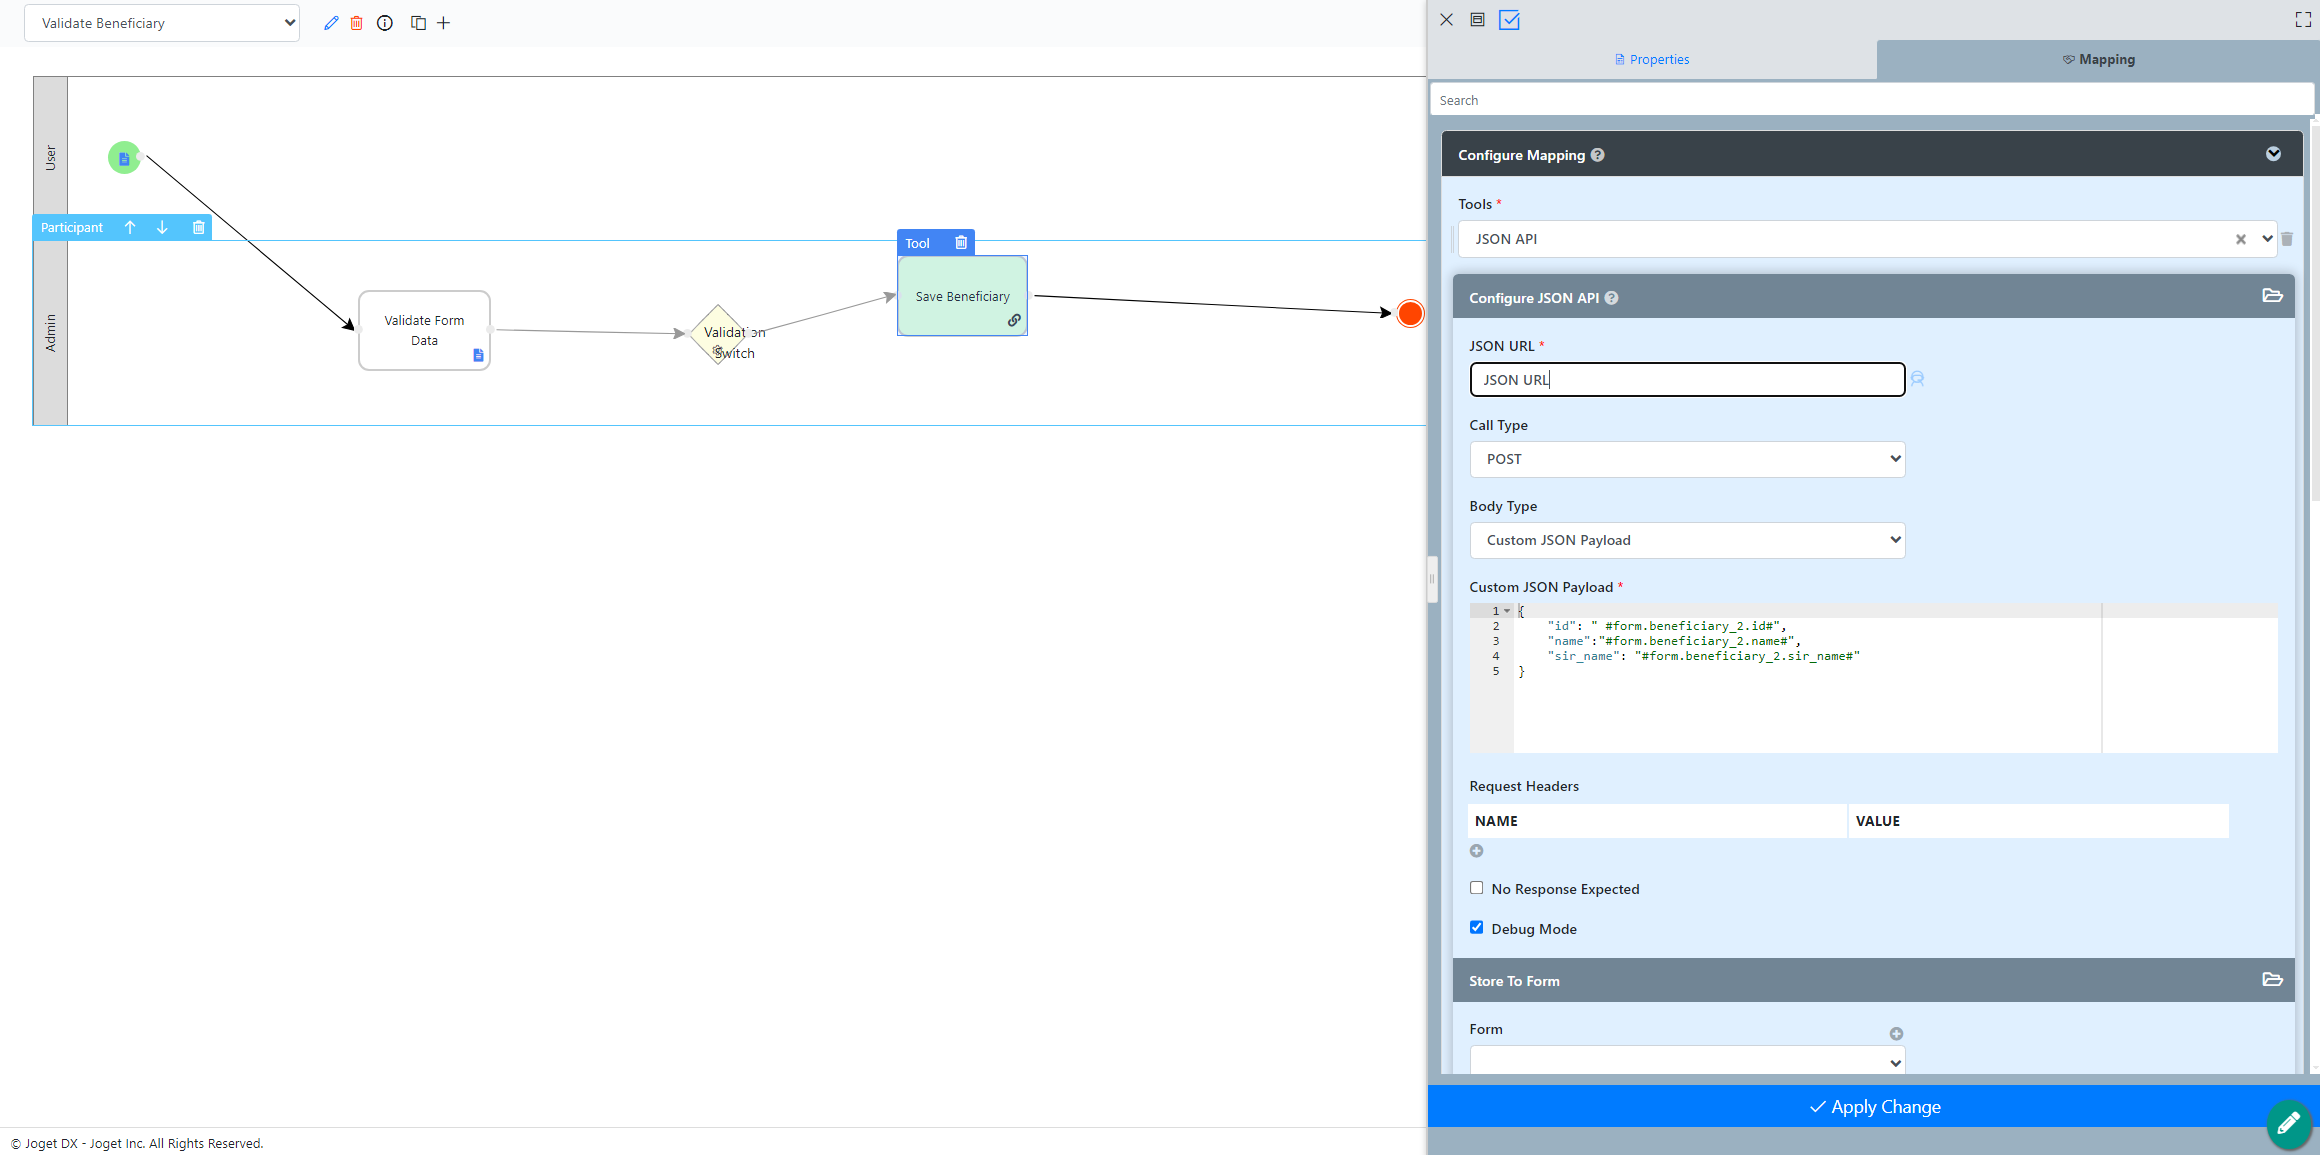 Validate Beneficiary
User
Participant
Admin
Validate Form
Data
Validation
Switch
Tool
Save Beneficiary
© Joget DX - Joget Inc. All Rights Reserved.
Properties
Mapping
Search
Configure Mapping
Tools *
JSON API
Configure JSON API
JSON URL *
JSON URL
Call Type
POST
Body Type
Custom JSON Payload
Custom JSON Payload *
1 {
2 "id": " #form.beneficiary_2.id#",
3 "name":"#form.beneficiary_2.name#",
4 "sir_name": "#form.beneficiary_2.sir_name#"
5 }
Request Headers
NAME VALUE
No Response Expected
Debug Mode
Store To Form
Form
Apply Change